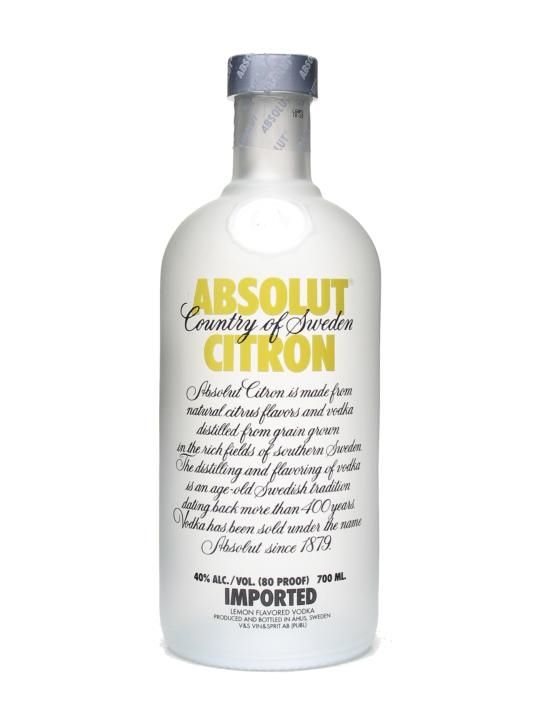 ABSOLUT
ABSOLUT
ABSOLUT
Country of Sweden
CITRON
Absolut Citron is made from
natural citrus flavors and vodka
distilled from grain grown
in the rich fields of southern Sweden.
The distilling and flavoring of vodka
is an age-old Swedish tradition
dating back more than 400 years.
Vodka has been sold under the name
Absolut since 1879.
40% ALC./VOL. (80 PROOF) 700 ML.
IMPORTED
LEMON FLAVORED VODKA
PRODUCED AND BOTTLED IN ÅHUS, SWEDEN
V&S VIN&SPRIT AB (PUBL)